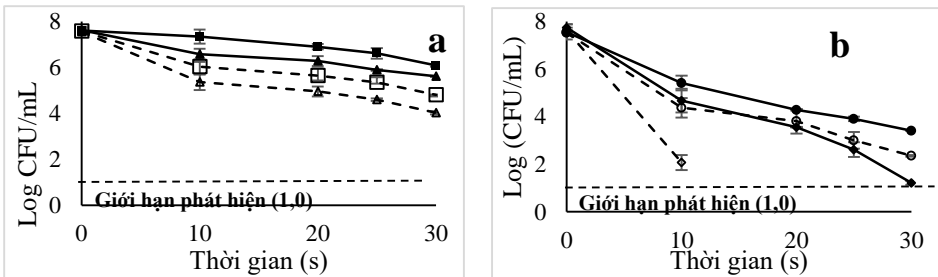 Log CFU/mL
8
6
4
2
0
a
Giới hạn phát hiện (1,0)
0
10
20
30
Thời gian (s)
Log (CFU/mL)
8
6
4
2
0
b
Giới hạn phát hiện (1,0)
0
10
20
30
Thời gian (s)